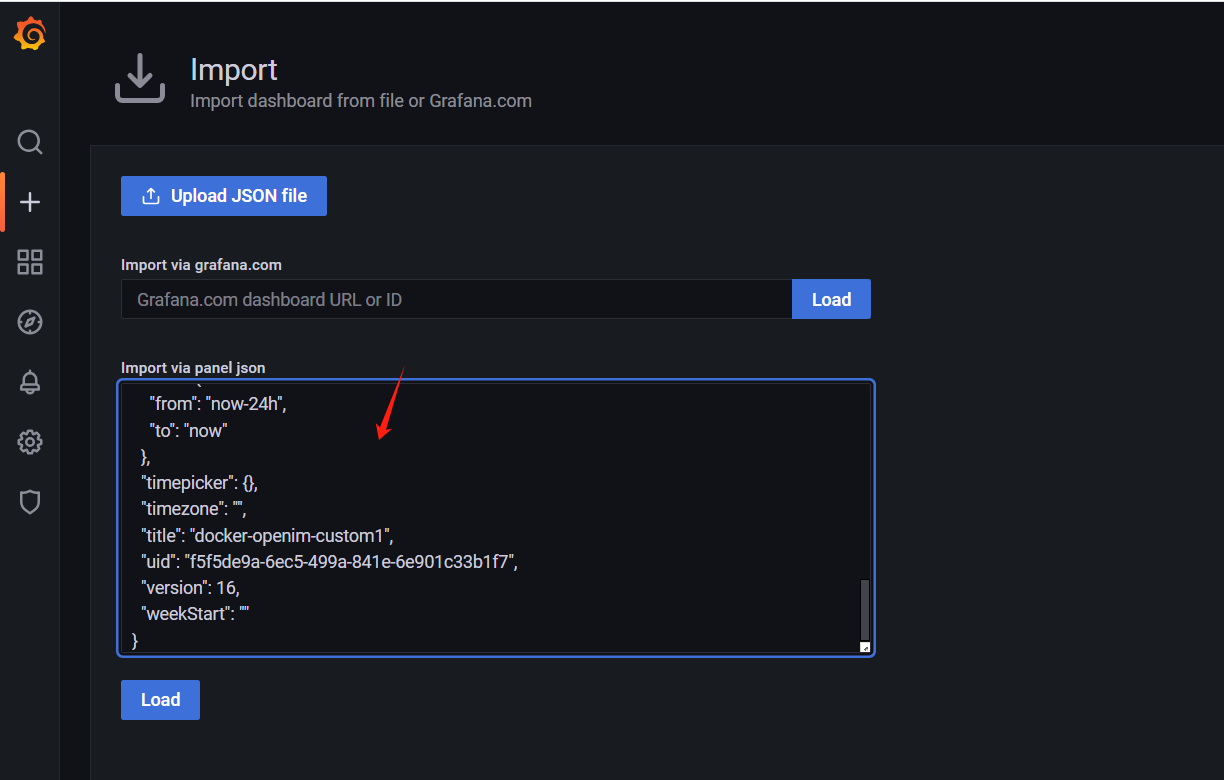 Import
Import dashboard from file or Grafana.com
Upload JSON file
Import via grafana.com
Grafana.com dashboard URL or ID
Load
Import via panel json
"from": "now-24h",
"to": "now"
},
"timepicker": {},
"timezone": "",
"title": "docker-openim-custom1",
"uid": "f5f5de9a-6ec5-499a-841e-6e901c33b1f7",
"version": 16,
"weekStart": ""
}
Load